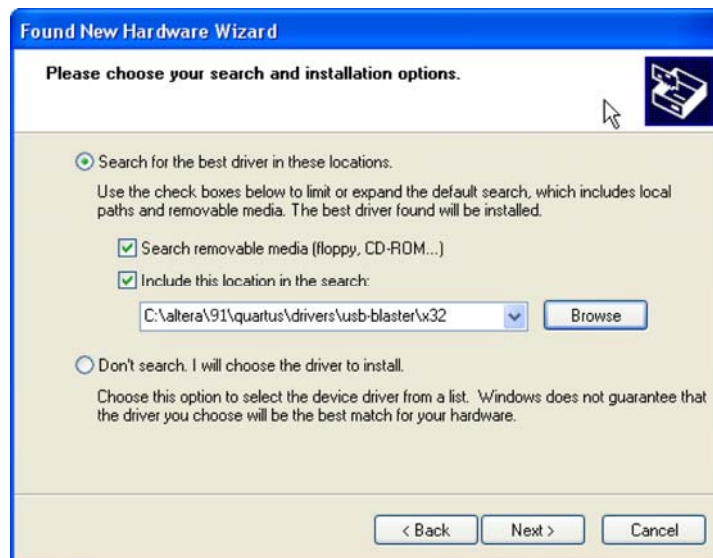 Found New Hardware Wizard
Please choose your search and installation options.
Search for the best driver in these locations.
Use the check boxes below to limit or expand the default search, which includes local
paths and removable media. The best driver found will be installed.
Search removable media (floppy, CD-ROM...)
Include this location in the search:
C:\altera\91\quartus\drivers\usb-blaster\x32
Browse
Don't search. I will choose the driver to install.
Choose this option to select the device driver from a list. Windows does not guarantee that
the driver you choose will be the best match for your hardware.
< Back Next > Cancel